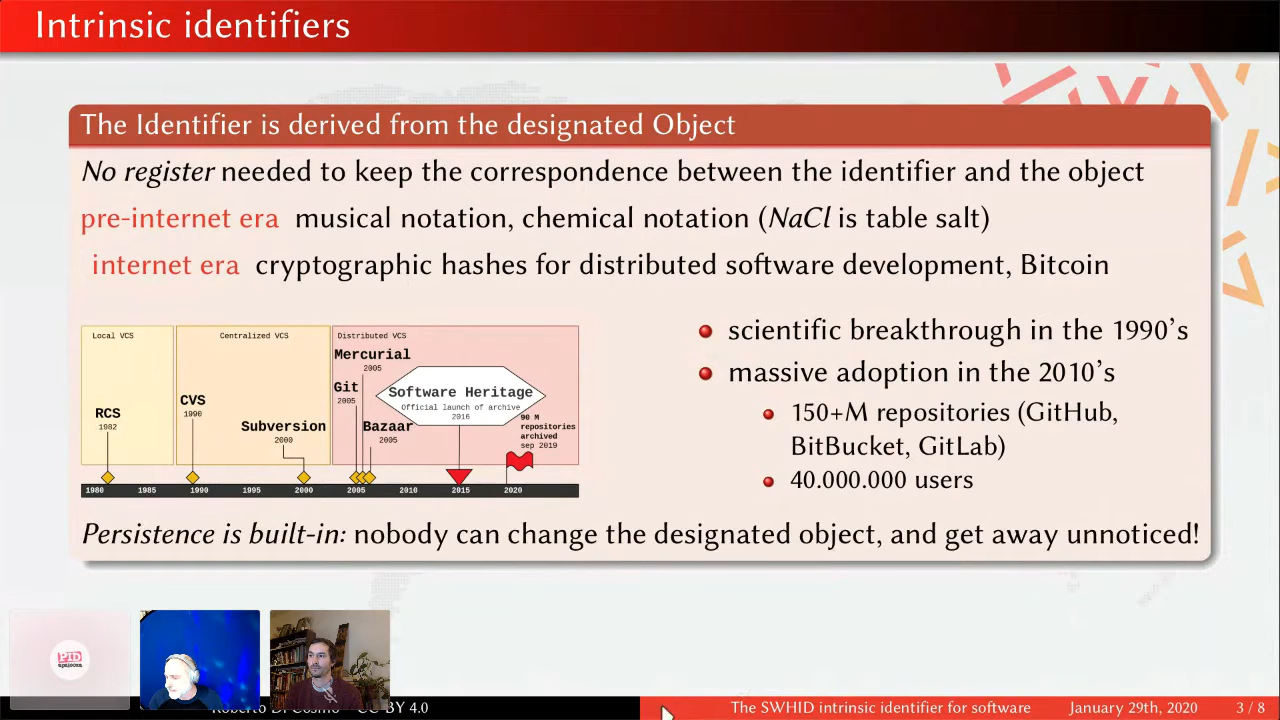 Intrinsic identifiers
The Identifier is derived from the designated Object
No register needed to keep the correspondence between the identifier and the object
pre-internet era musical notation, chemical notation (NaCl is table salt)
internet era cryptographic hashes for distributed software development, Bitcoin
Local VCS
Centralized VCS
Distributed VCS
Mercurial
2005
Git
2005
Software Heritage
Official launch of archive
2016
CVS
1990
RCS
1982
Subversion
2000
Bazaar
2005
90 M
repositories
archived
sep 2019
1980 1985 1990 1995 2000 2005 2010 2015 2020
scientific breakthrough in the 1990's
massive adoption in the 2010's
150+M repositories (GitHub,
BitBucket, GitLab)
40.000.000 users
Persistence is built-in: nobody can change the designated object, and get away unnoticed!
PID
CC-BY 4.0
The SWHID intrinsic identifier for software January 29th, 2020 3 / 8